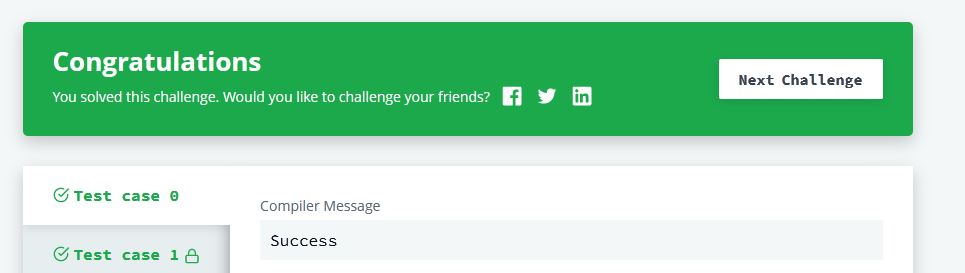 Congratulations
You solved this challenge. Would you like to challenge your friends?
Next Challenge
Test case 0
Test case 1
Compiler Message
Success